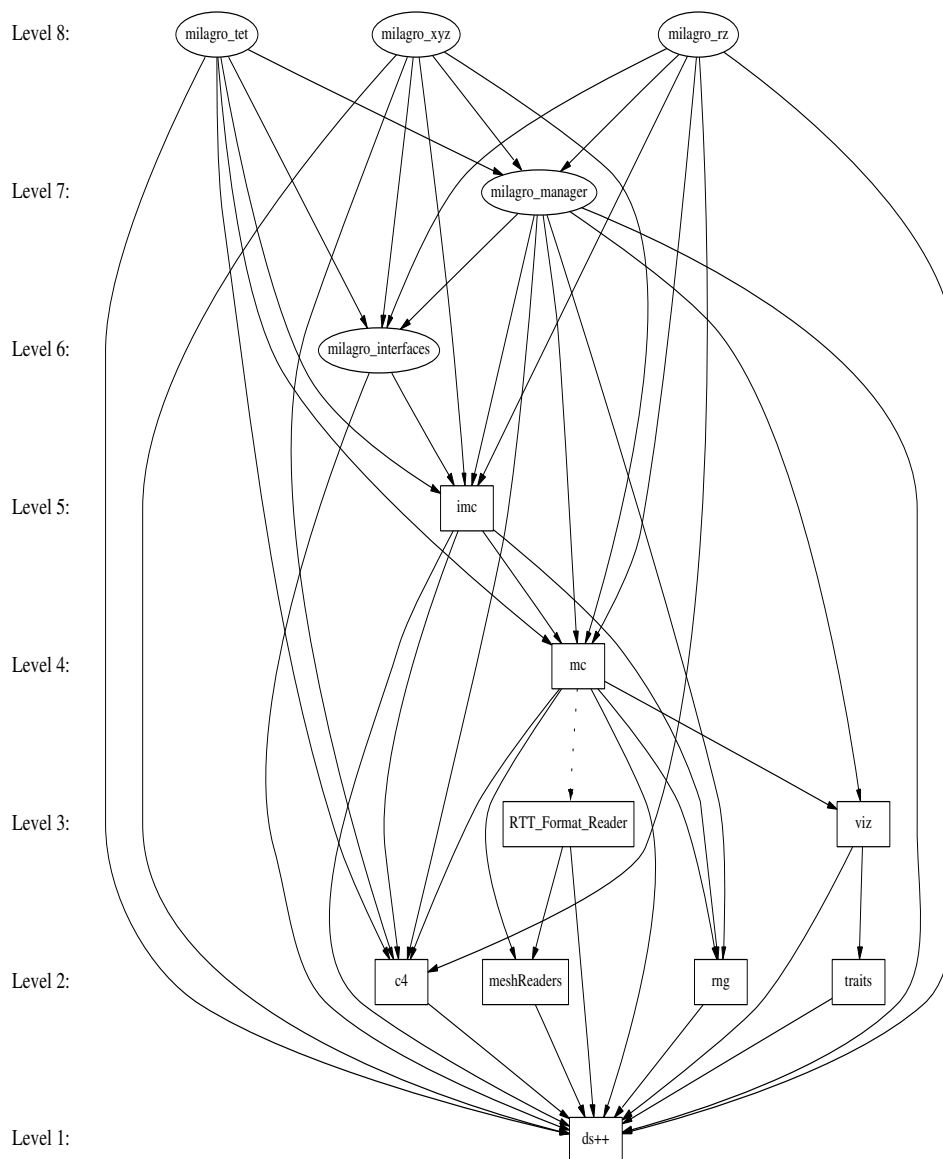 Level 8: milagro_tet milagro_xyz milagro_rz
Level 7: milagro_manager
Level 6: milagro_interfaces
Level 5: imc
Level 4: mc
Level 3: RTT_Format_Reader viz
Level 2: c4 meshReaders rng traits
Level 1: ds++